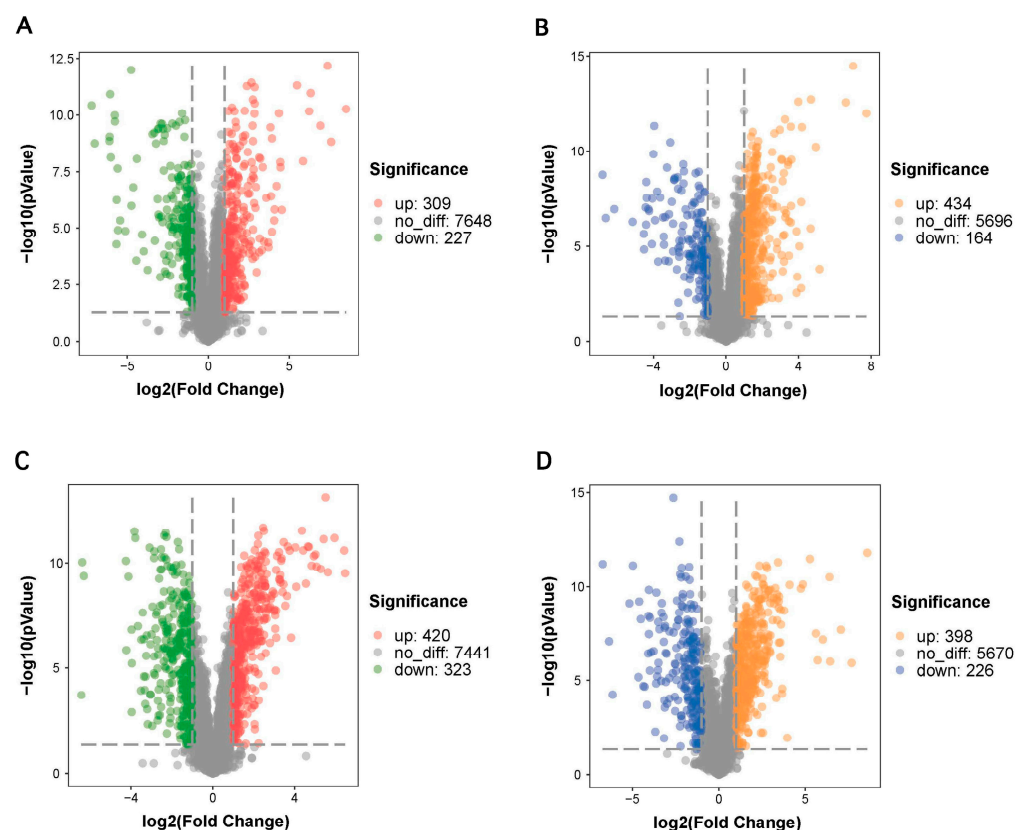 A
12.5
10.0
7.5
5.0
2.5
0.0
−log10(pValue)
−5
0
5
log2(Fold Change)
Significance
up: 309
no_diff: 7648
down: 227
B
15
10
5
0
−log10(pValue)
−4
0
4
8
log2(Fold Change)
Significance
up: 434
no_diff: 5696
down: 164
C
10
5
0
−log10(pValue)
−4
0
4
log2(Fold Change)
Significance
up: 420
no_diff: 7441
down: 323
D
15
10
5
0
−log10(pValue)
−5
0
5
log2(Fold Change)
Significance
up: 398
no_diff: 5670
down: 226